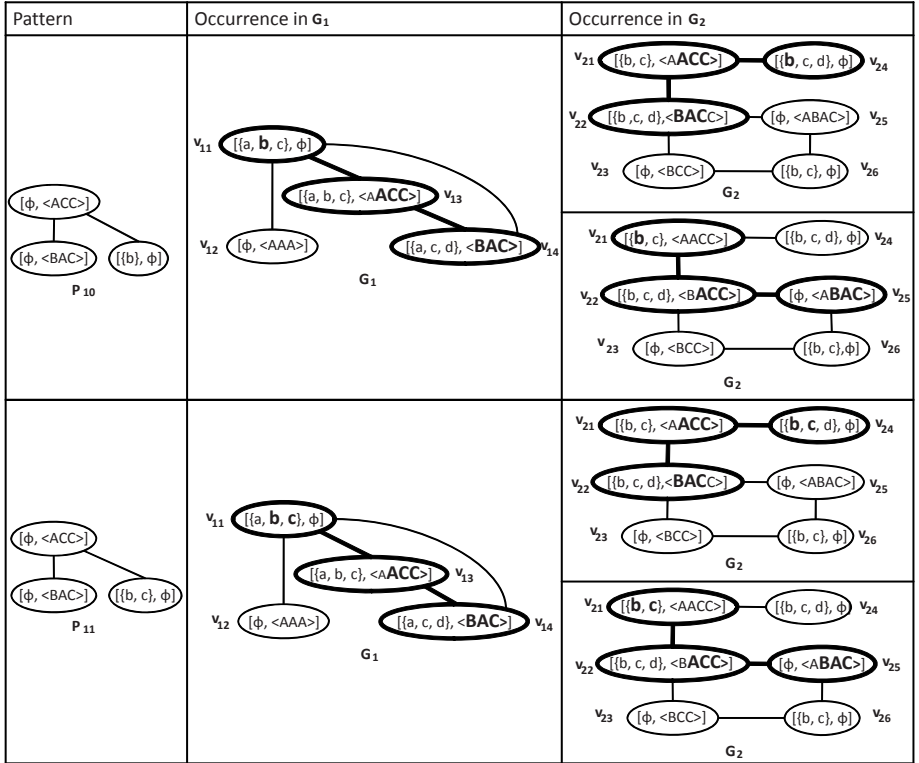 Pattern
Occurrence in G1
Occurrence in G2
[ϕ, <ACC>]
[ϕ, <BAC>]
[{b}, ϕ]
P 10
v11
[{a, b, c}, ϕ]
[{a, b, c}, <AACC>]
v13
v12
[ϕ, <AAA>]
[{a, c, d}, <BAC>]
v14
G1
v21
[{b, c}, <AACC>]
[{b, c, d}, ϕ]
v24
v22
[{b ,c, d},<BACC>]
[ϕ, <ABAC>]
v25
v23
[ϕ, <BCC>]
[{b, c}, ϕ]
v26
G2
v21
[{b, c}, <AACC>]
[{b, c, d}, ϕ]
v24
v22
[{b, c, d}, <BACC>]
[ϕ, <ABAC>]
v25
v23
[ϕ, <BCC>]
[{b, c},ϕ]
v26
G2
[ϕ, <ACC>]
[ϕ, <BAC>]
[{b, c}, ϕ]
P 11
v11
[{a, b, c}, ϕ]
[{a, b, c}, <AACC>]
v13
v12
[ϕ, <AAA>]
[{a, c, d}, <BAC>]
v14
G1
v21
[{b, c}, <AACC>]
[{b, c, d}, ϕ]
v24
v22
[{b, c, d},<BACC>]
[ϕ, <ABAC>]
v25
v23
[ϕ, <BCC>]
[{b, c}, ϕ]
v26
G2
v21
[{b, c}, <AACC>]
[{b, c, d}, ϕ]
v24
v22
[{b, c, d}, <BACC>]
[ϕ, <ABAC>]
v25
v23
[ϕ, <BCC>]
[{b, c}, ϕ]
v26
G2